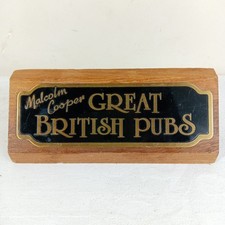 Malcolm
Cooper
GREAT
BRITISH PUBS